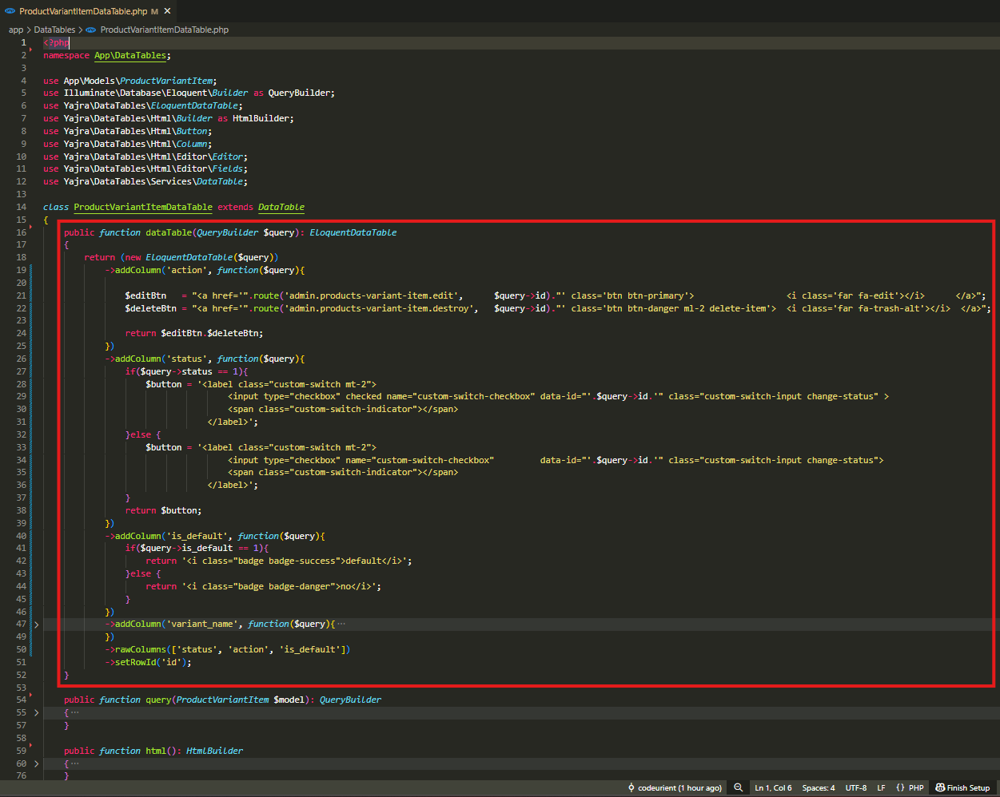 ProductVariantItemDataTable.php M ×
app > DataTables > ProductVariantItemDataTable.php
1 <?php
2 namespace App\DataTables;
3
4 use App\Models\ProductVariantItem;
5 use Illuminate\Database\Eloquent\Builder as QueryBuilder;
6 use Yajra\DataTables\EloquentDataTable;
7 use Yajra\DataTables\Html\Builder as HtmlBuilder;
8 use Yajra\DataTables\Html\Button;
9 use Yajra\DataTables\Html\Column;
10 use Yajra\DataTables\Html\Editor\Editor;
11 use Yajra\DataTables\Html\Editor\Fields;
12 use Yajra\DataTables\Services\DataTable;
13
14 class ProductVariantItemDataTable extends DataTable
15 {
16 public function dataTable(QueryBuilder $query): EloquentDataTable
17 {
18 return (new EloquentDataTable($query))
19 ->addColumn('action', function($query){
20
21 $editBtn = "<a href='".route('admin.products-variant-item.edit', $query->id)."' class='btn btn-primary'> <i class='far fa-edit'></i> </a>";
22 $deleteBtn = "<a href='".route('admin.products-variant-item.destroy', $query->id)."' class='btn btn-danger ml-2 delete-item'> <i class='far fa-trash-alt'></i> </a>";
23
24 return $editBtn.$deleteBtn;
25 })
26 ->addColumn('status', function($query){
27 if($query->status == 1){
28 $button = '<label class="custom-switch mt-2">
29 <input type="checkbox" checked name="custom-switch-checkbox" data-id="'.$query->id.'" class="custom-switch-input change-status" >
30 <span class="custom-switch-indicator"></span>
31 </label>';
32 }else {
33 $button = '<label class="custom-switch mt-2">
34 <input type="checkbox" name="custom-switch-checkbox" data-id="'.$query->id.'" class="custom-switch-input change-status">
35 <span class="custom-switch-indicator"></span>
36 </label>';
37 }
38 return $button;
39 })
40 ->addColumn('is_default', function($query){
41 if($query->is_default == 1){
42 return '<i class="badge badge-success">default</i>';
43 }else {
44 return '<i class="badge badge-danger">no</i>';
45 }
46 })
47 ->addColumn('variant_name', function($query){ ···
49 })
50 ->rawColumns(['status', 'action', 'is_default'])
51 ->setRowId('id');
52 }
53
54 public function query(ProductVariantItem $model): QueryBuilder
55 { ···
57 }
58
59 public function html(): HtmlBuilder
60 { ···
76 }
codeurient (1 hour ago) Ln 1, Col 6 Spaces: 4 UTF-8 LF {} PHP Finish Setup